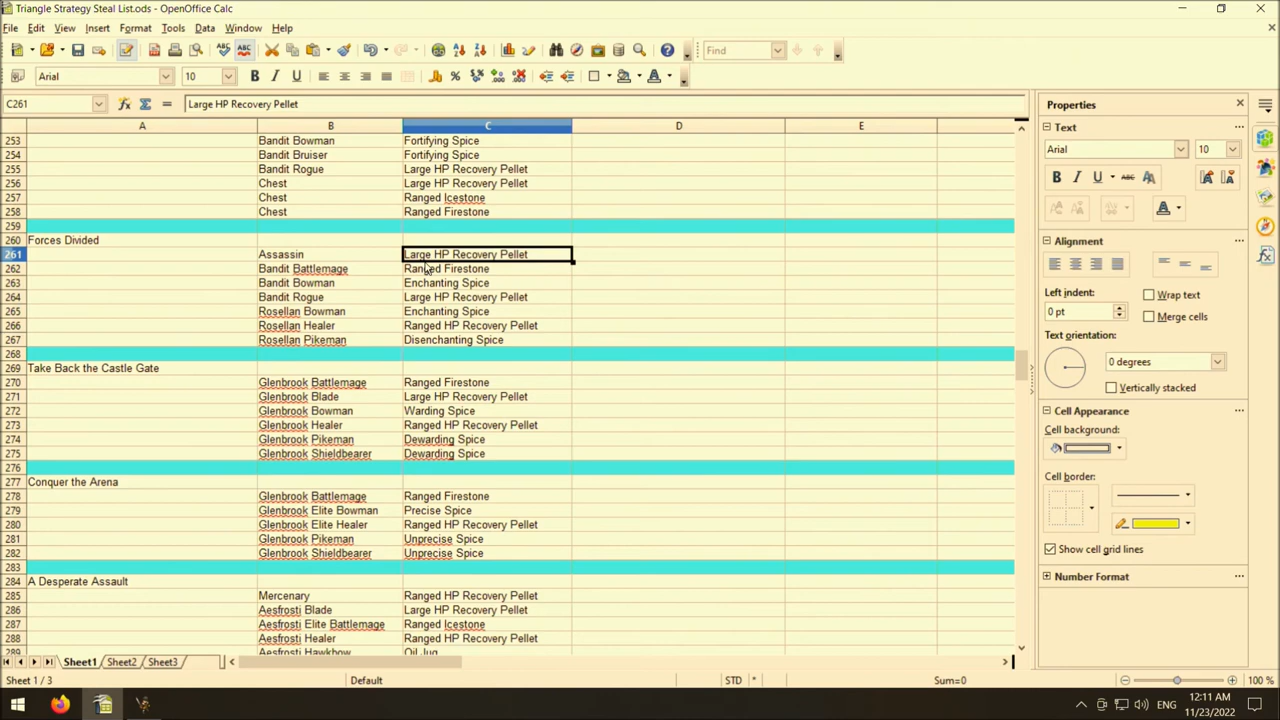 Triangle Strategy Steal List.ods - OpenOffice Calc
File Edit View Insert Format Tools Data Window Help
Find
Arial 10
C261 Large HP Recovery Pellet
Properties
A B C D E
Text
253 Bandit Bowman Fortifying Spice
Arial 10
254 Bandit Bruiser Fortifying Spice
255 Bandit Rogue Large HP Recovery Pellet
256 Chest Large HP Recovery Pellet
257 Chest Ranged Icestone
258 Chest Ranged Firestone
259
260 Forces Divided
Alignment
261 Assassin Large HP Recovery Pellet
262 Bandit Battlemage Ranged Firestone
263 Bandit Bowman Enchanting Spice
264 Bandit Rogue Large HP Recovery Pellet
Left indent: Wrap text
265 Rosellan Bowman Enchanting Spice
0 pt Merge cells
266 Rosellan Healer Ranged HP Recovery Pellet
267 Rosellan Pikeman Disenchanting Spice
Text orientation:
268
0 degrees
269 Take Back the Castle Gate
270 Glenbrook Battlemage Ranged Firestone
Vertically stacked
271 Glenbrook Blade Large HP Recovery Pellet
272 Glenbrook Bowman Warding Spice
Cell Appearance
273 Glenbrook Healer Ranged HP Recovery Pellet
Cell background:
274 Glenbrook Pikeman Dewarding Spice
275 Glenbrook Shieldbearer Dewarding Spice
276
Cell border:
277 Conquer the Arena
278 Glenbrook Battlemage Ranged Firestone
279 Glenbrook Elite Bowman Precise Spice
280 Glenbrook Elite Healer Ranged HP Recovery Pellet
281 Glenbrook Pikeman Unprecise Spice
282 Glenbrook Shieldbearer Unprecise Spice
Show cell grid lines
283
Number Format
284 A Desperate Assault
285 Mercenary Ranged HP Recovery Pellet
286 Aesfrosti Blade Large HP Recovery Pellet
287 Aesfrosti Elite Battlemage Ranged Icestone
288 Aesfrosti Healer Ranged HP Recovery Pellet
289 Aesfrosti Hawkbow Oil Jug
Sheet1 Sheet2 Sheet3
Sheet 1 / 3 Default STD * Sum=0 100 %
ENG 12:11 AM
11/23/2022